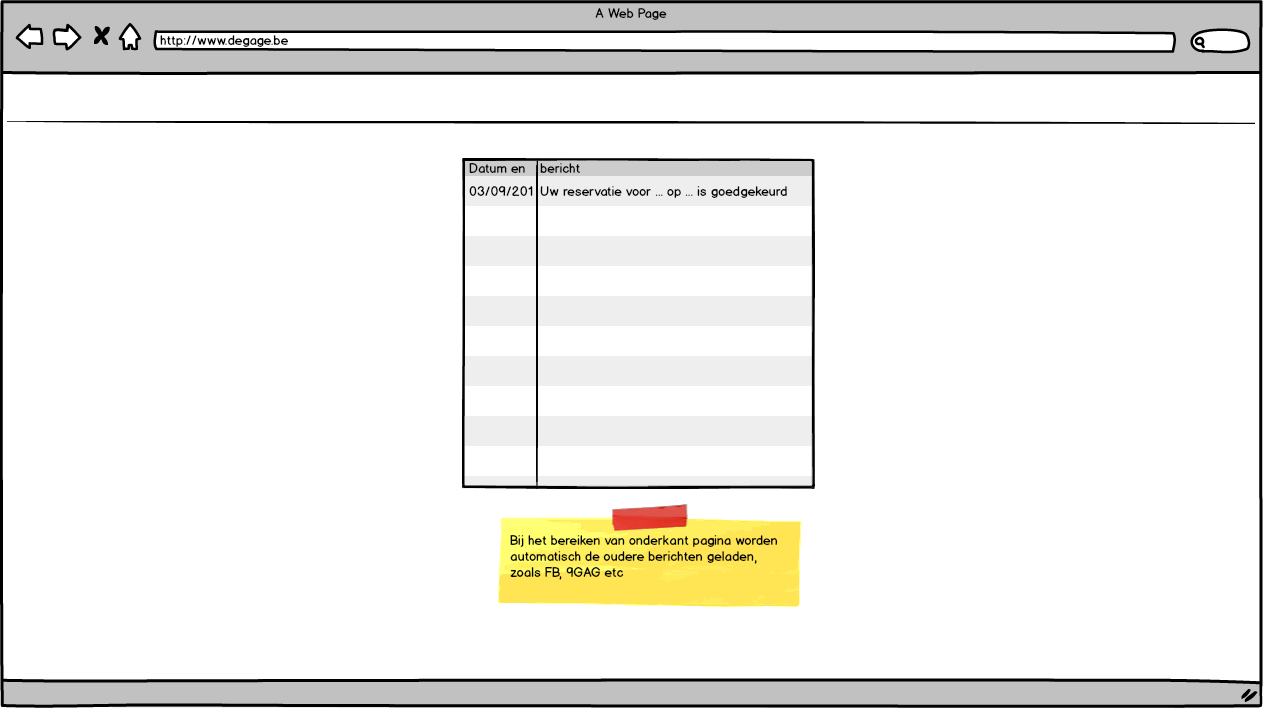 A Web Page
http://www.degage.be
Datum en bericht
03/09/201 Uw reservatie voor ... op ... is goedgekeurd
Bij het bereiken van onderkant pagina worden
automatisch de oudere berichten geladen,
zoals FB, 9GAG etc